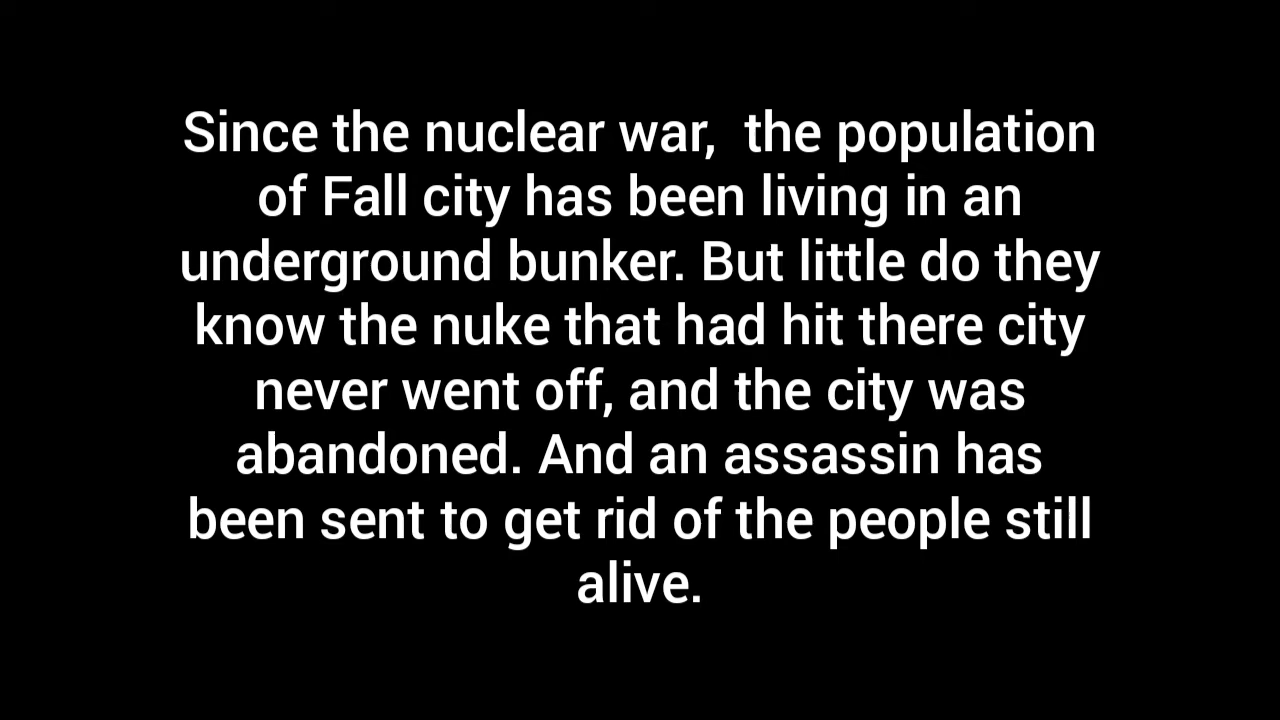 Since the nuclear war,  the population
of Fall city has been living in an
underground bunker. But little do they
know the nuke that had hit there city
never went off, and the city was
abandoned. And an assassin has
been sent to get rid of the people still
alive.